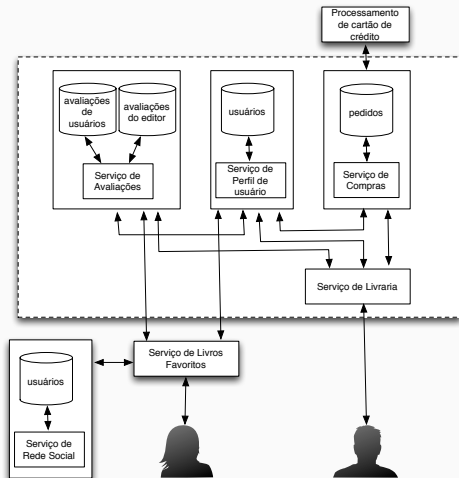 Processamento
de cartão de
crédito
avaliações
de
usuários
avaliações
do editor
Serviço de
Avaliações
usuários
Serviço de
Perfil de
usuário
pedidos
Serviço de
Compras
Serviço de Livraria
Serviço de Livros
Favoritos
usuários
Serviço de
Rede Social